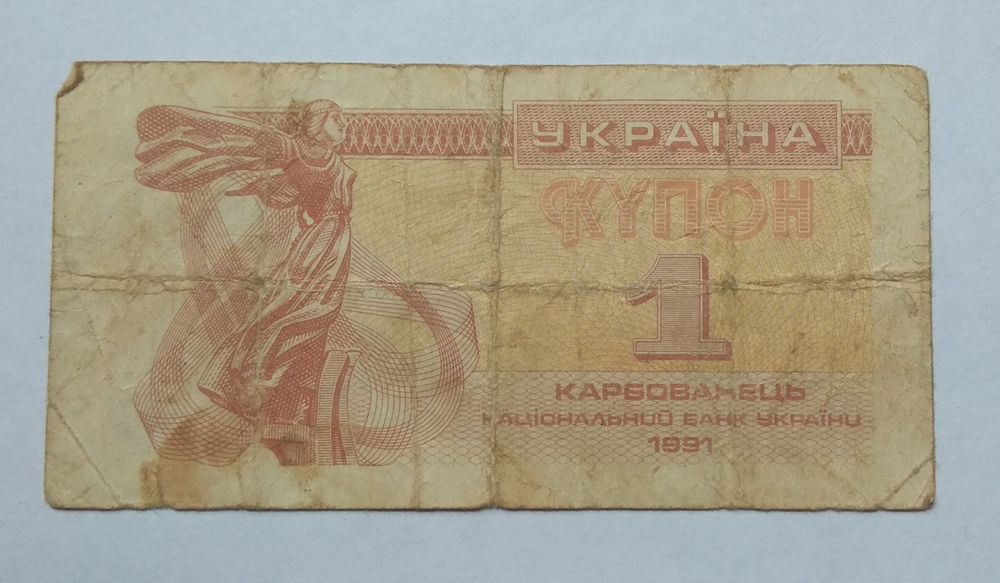 УКРАЇНА
КУПОН
1
КАРБОВАНЕЦЬ
НАЦІОНАЛЬНИЙ БАНК УКРАЇНИ
1991